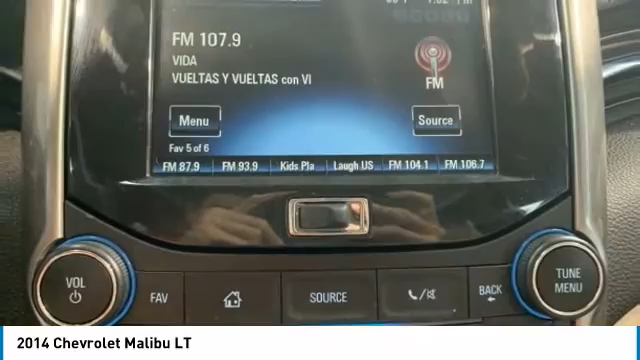 FM 107.9
VIDA
VUELTAS Y VUELTAS con VI
FM
Menu
Source
Fav 5 of 6
FM 87.9 FM 93.9 Kids Pla Laugh US FM 104.1 FM 106.7
VOL
FAV
SOURCE
BACK
TUNE
MENU
2014 Chevrolet Malibu LT